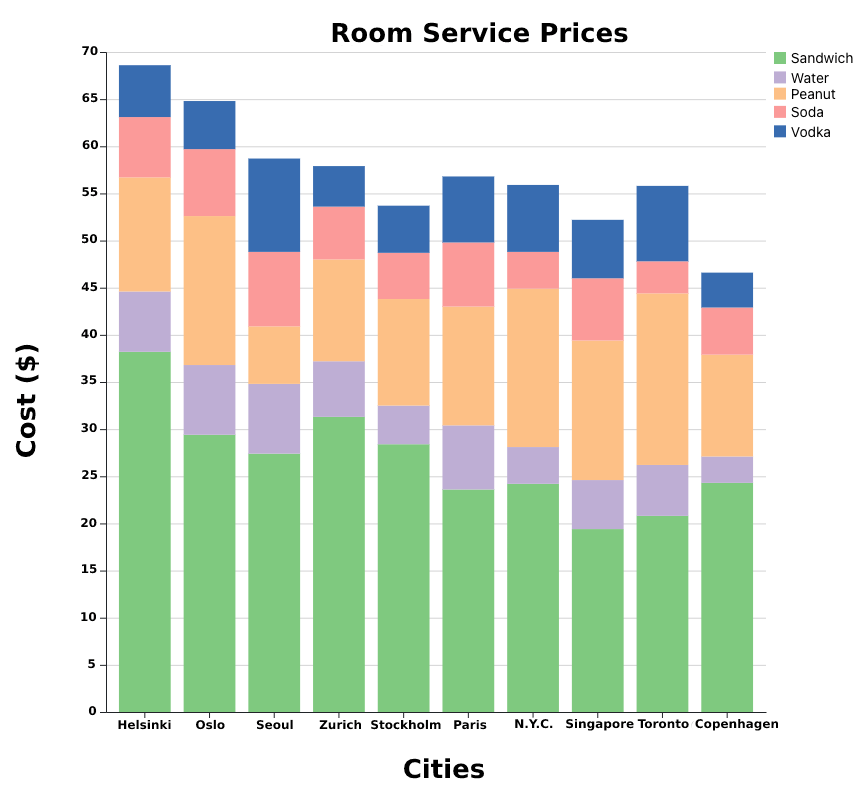 Room Service Prices
70
65
60
55
50
45
40
35
30
25
20
15
10
5
0
Cost ($)
Helsinki Oslo Seoul Zurich Stockholm Paris N.Y.C. Singapore Toronto Copenhagen
Cities
Sandwich
Water
Peanut
Soda
Vodka